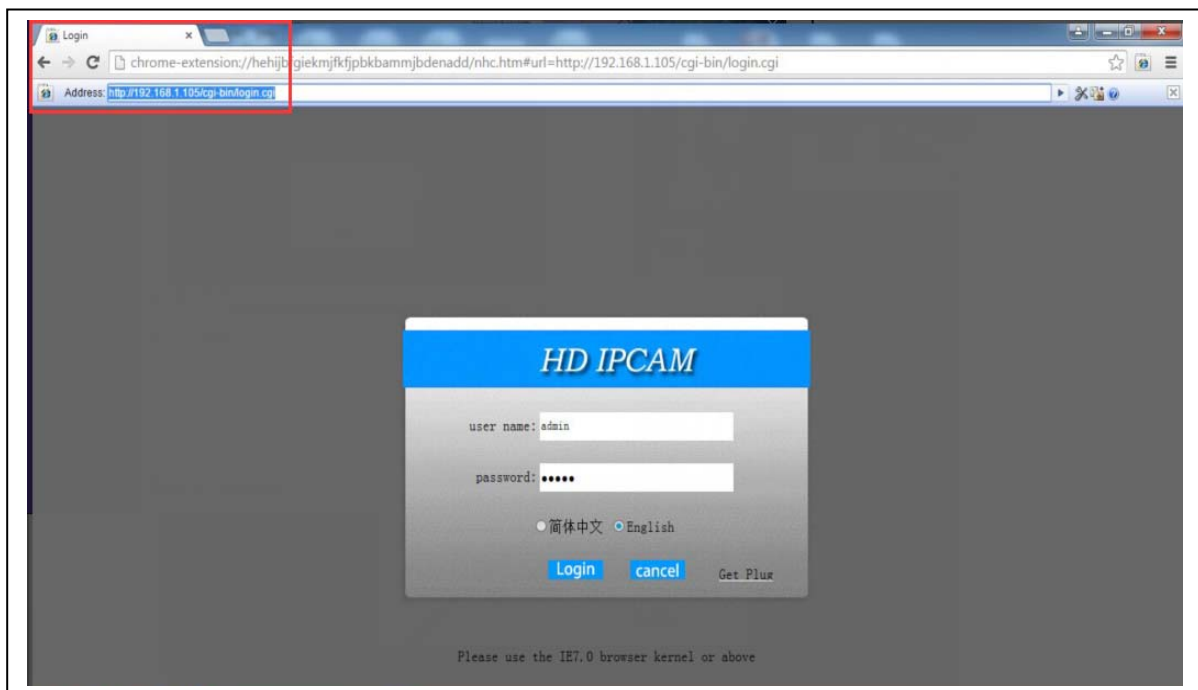 Login
chrome-extension://hehijb giekmjfkfjpbkbammjbdenadd/nhc.htm#url=http://192.168.1.105/cgi-bin/login.cgi
Address: http://192.168.1.105/cgi-bin/login.cgi
HD IPCAM
user name: admin
password: •••••
简体中文 English
Login cancel Get Plug
Please use the IE7.0 browser kernel or above